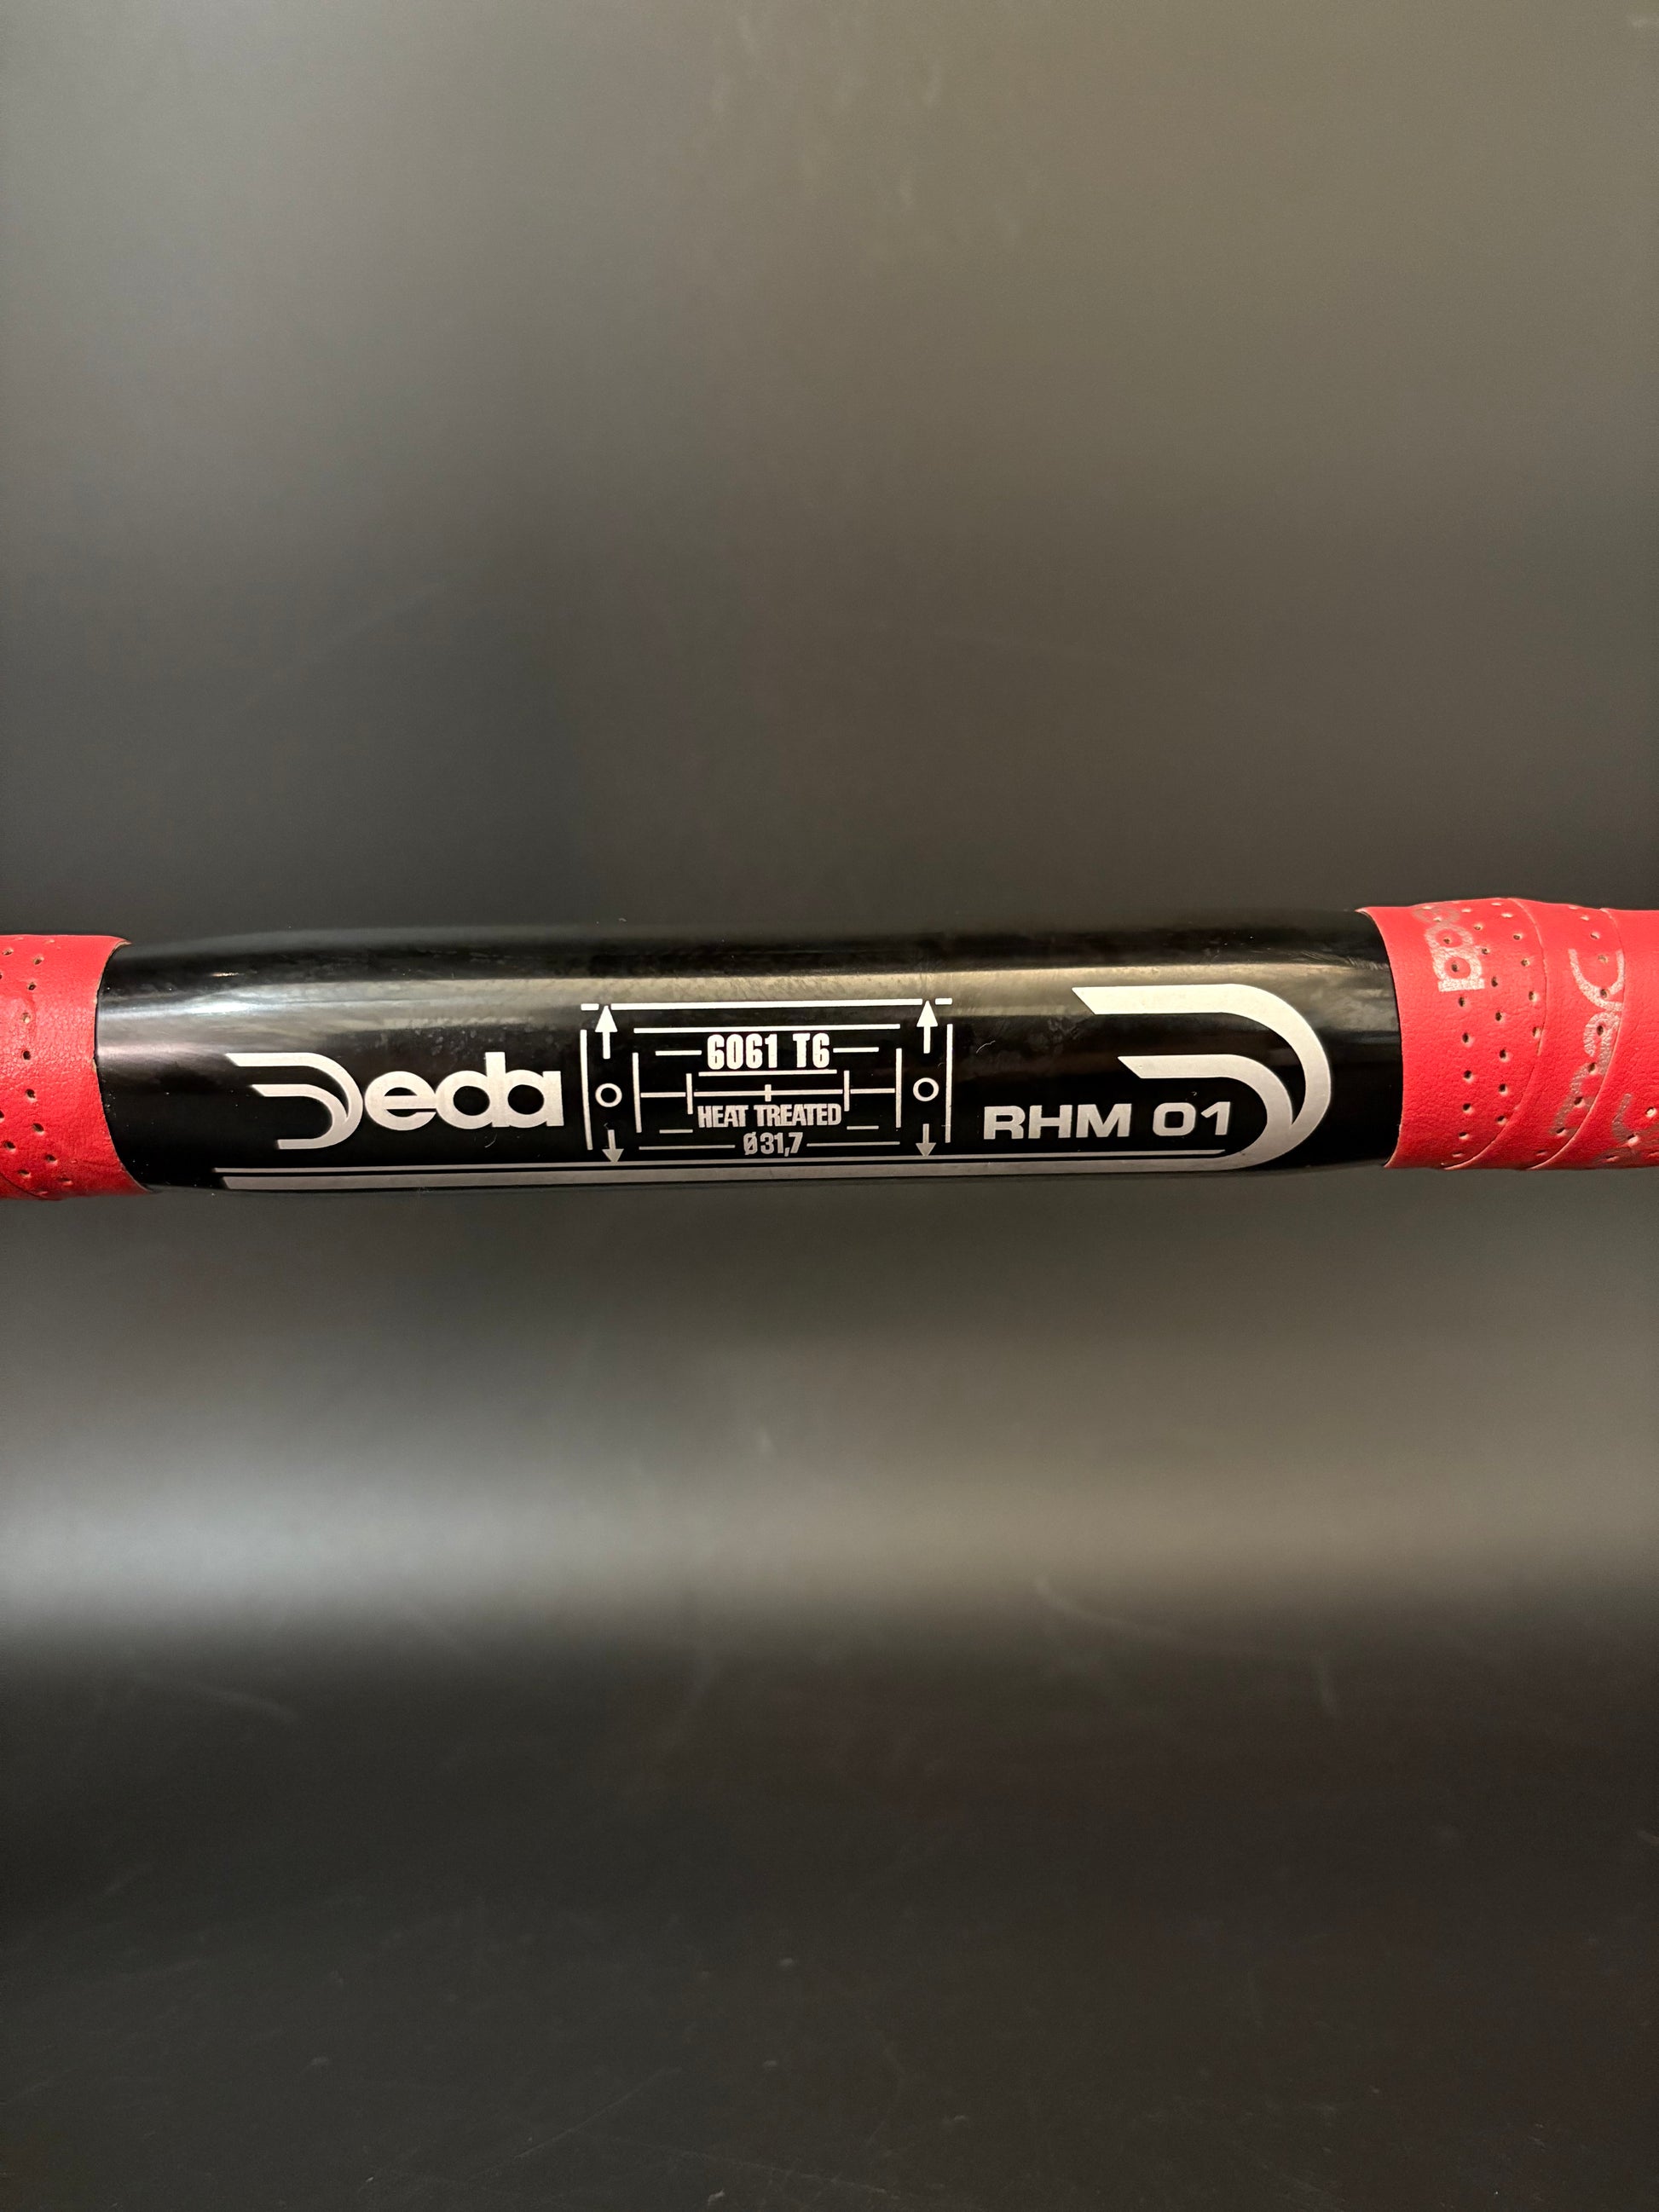 Deda
6061 T6
HEAT TREATED
Ø31,7
RHM 01